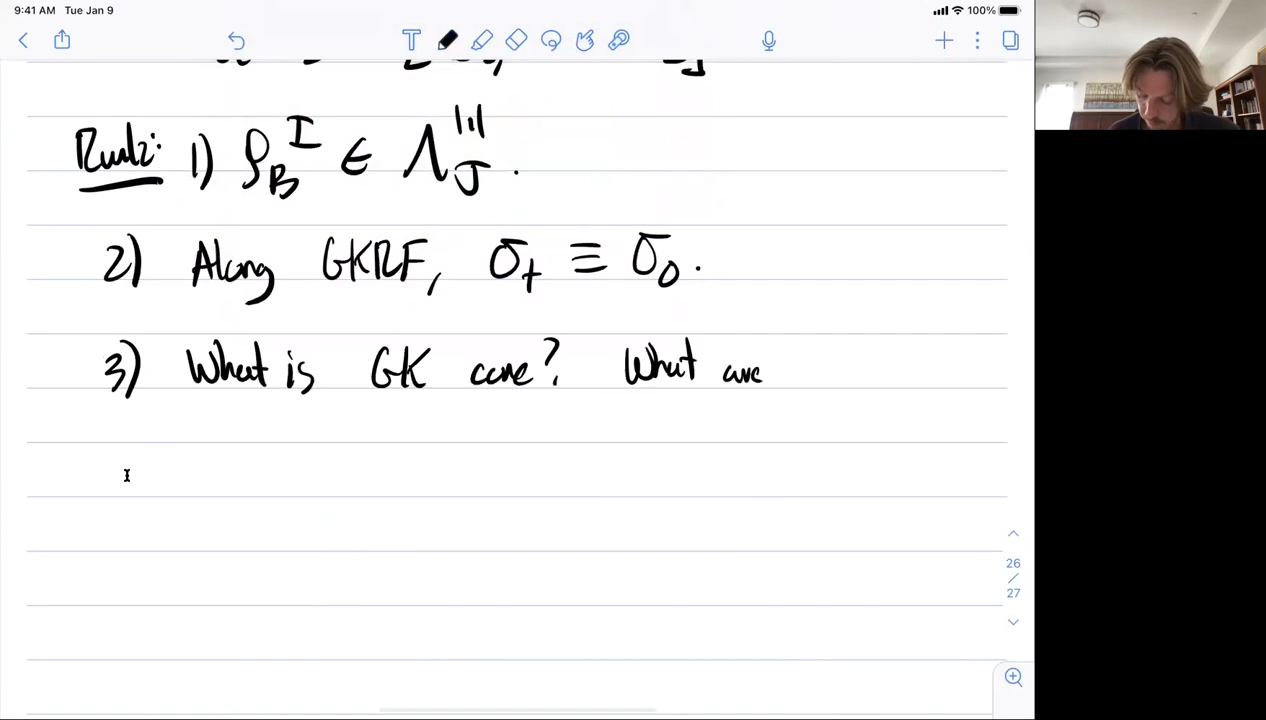 9:41 AM Tue Jan 9
100%
Rmk: 1) ρ_B^I ∈ Λ_J^{1,1}.
2) Along GKRF, σ_t ≡ σ_0.
3) What is GK cone? What are
26
/
27